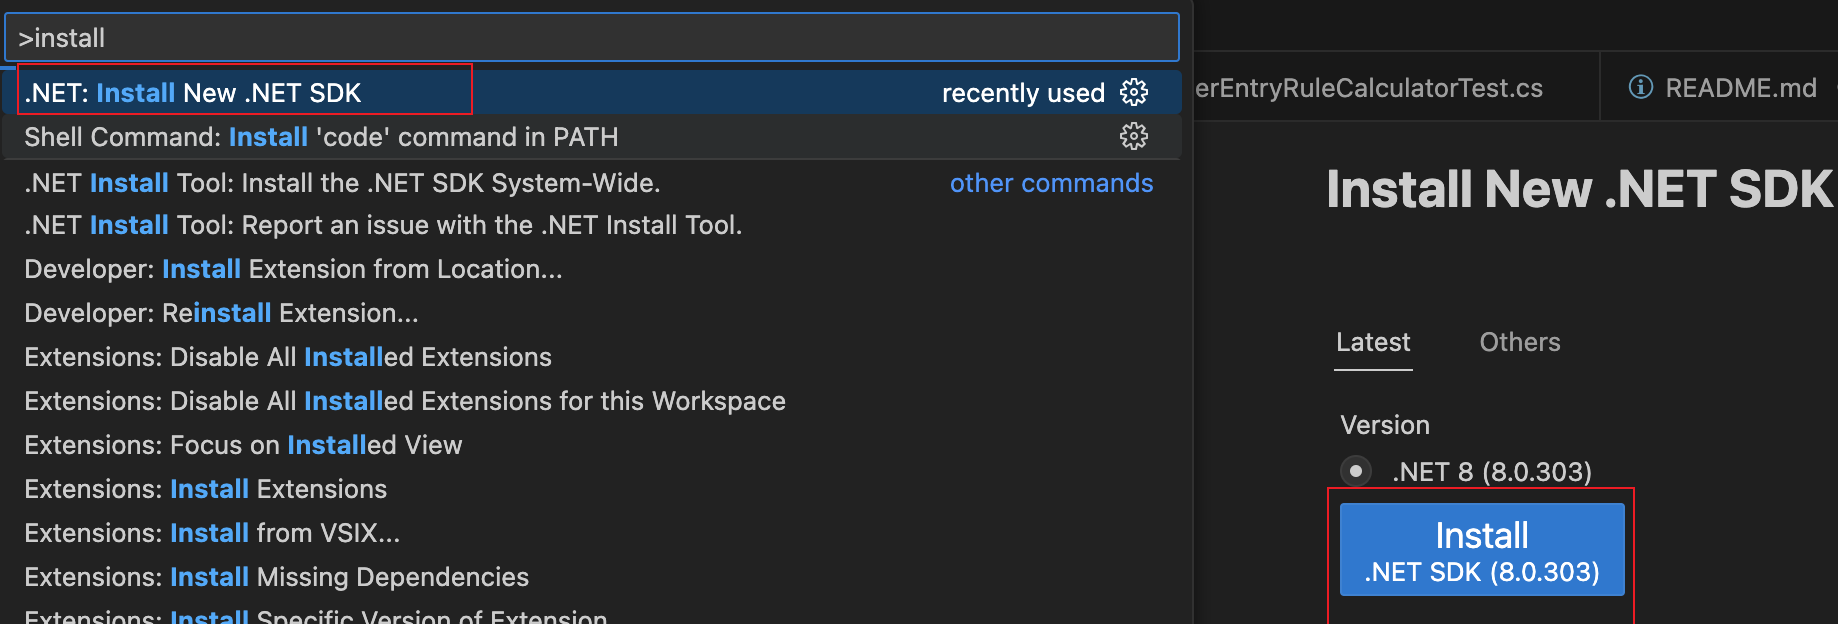 >install
.NET: Install New .NET SDK
recently used
Shell Command: Install 'code' command in PATH
.NET Install Tool: Install the .NET SDK System-Wide.
other commands
.NET Install Tool: Report an issue with the .NET Install Tool.
Developer: Install Extension from Location...
Developer: Reinstall Extension...
Extensions: Disable All Installed Extensions
Extensions: Disable All Installed Extensions for this Workspace
Extensions: Focus on Installed View
Extensions: Install Extensions
Extensions: Install from VSIX...
Extensions: Install Missing Dependencies
Extensions: Install Specific Version of Extension
erEntryRuleCalculatorTest.cs
README.md
Install New .NET SDK
Latest
Others
Version
.NET 8 (8.0.303)
Install
.NET SDK (8.0.303)